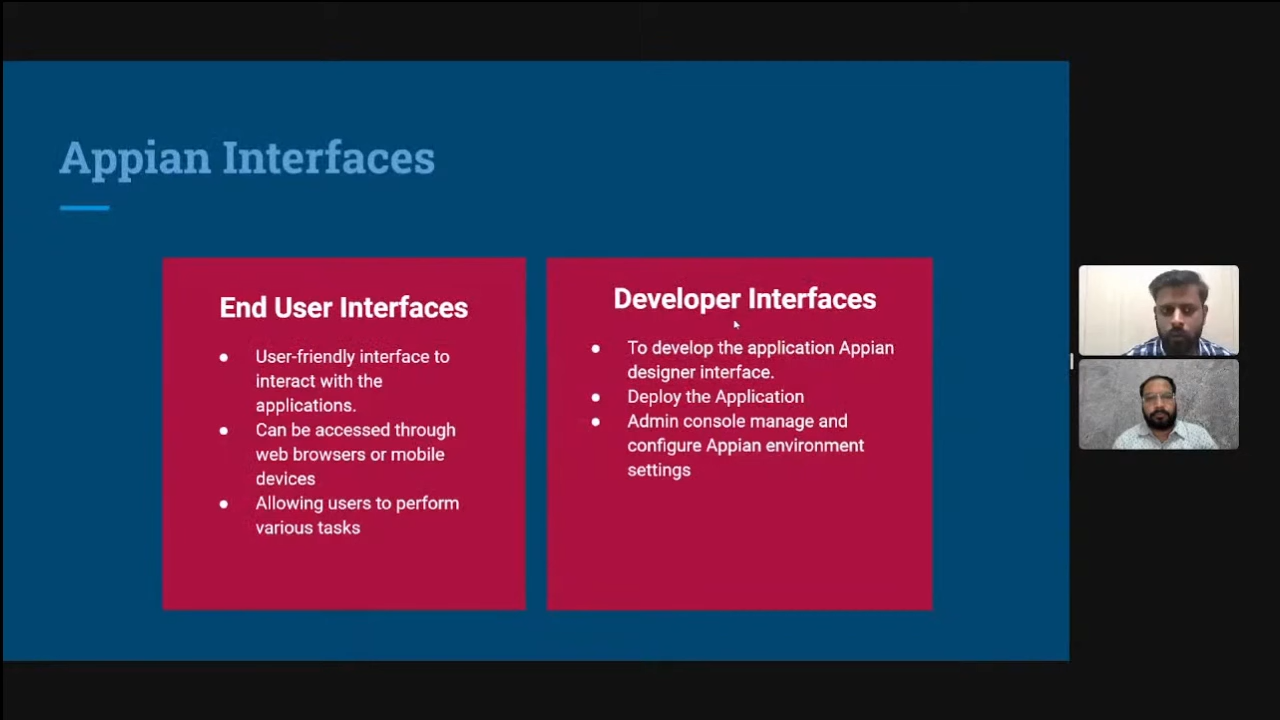 Appian Interfaces
End User Interfaces
● User-friendly interface to
interact with the
applications.
● Can be accessed through
web browsers or mobile
devices
● Allowing users to perform
various tasks
Developer Interfaces
● To develop the application Appian
designer interface.
● Deploy the Application
● Admin console manage and
configure Appian environment
settings